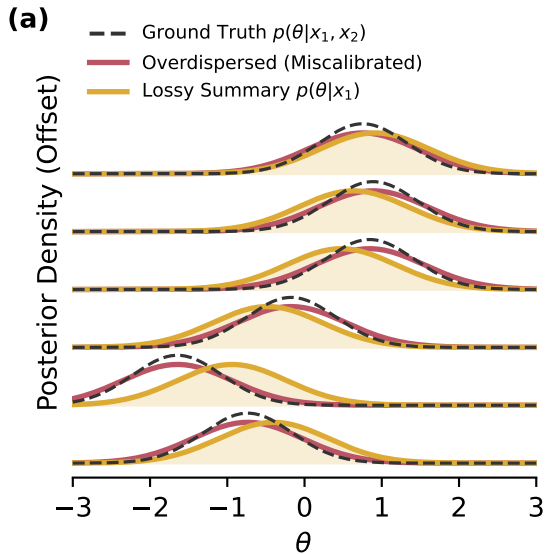 (a)
Ground Truth p(θ|x₁, x₂)
Overdispersed (Miscalibrated)
Lossy Summary p(θ|x₁)
Posterior Density (Offset)
−3 −2 −1 0 1 2 3
θ